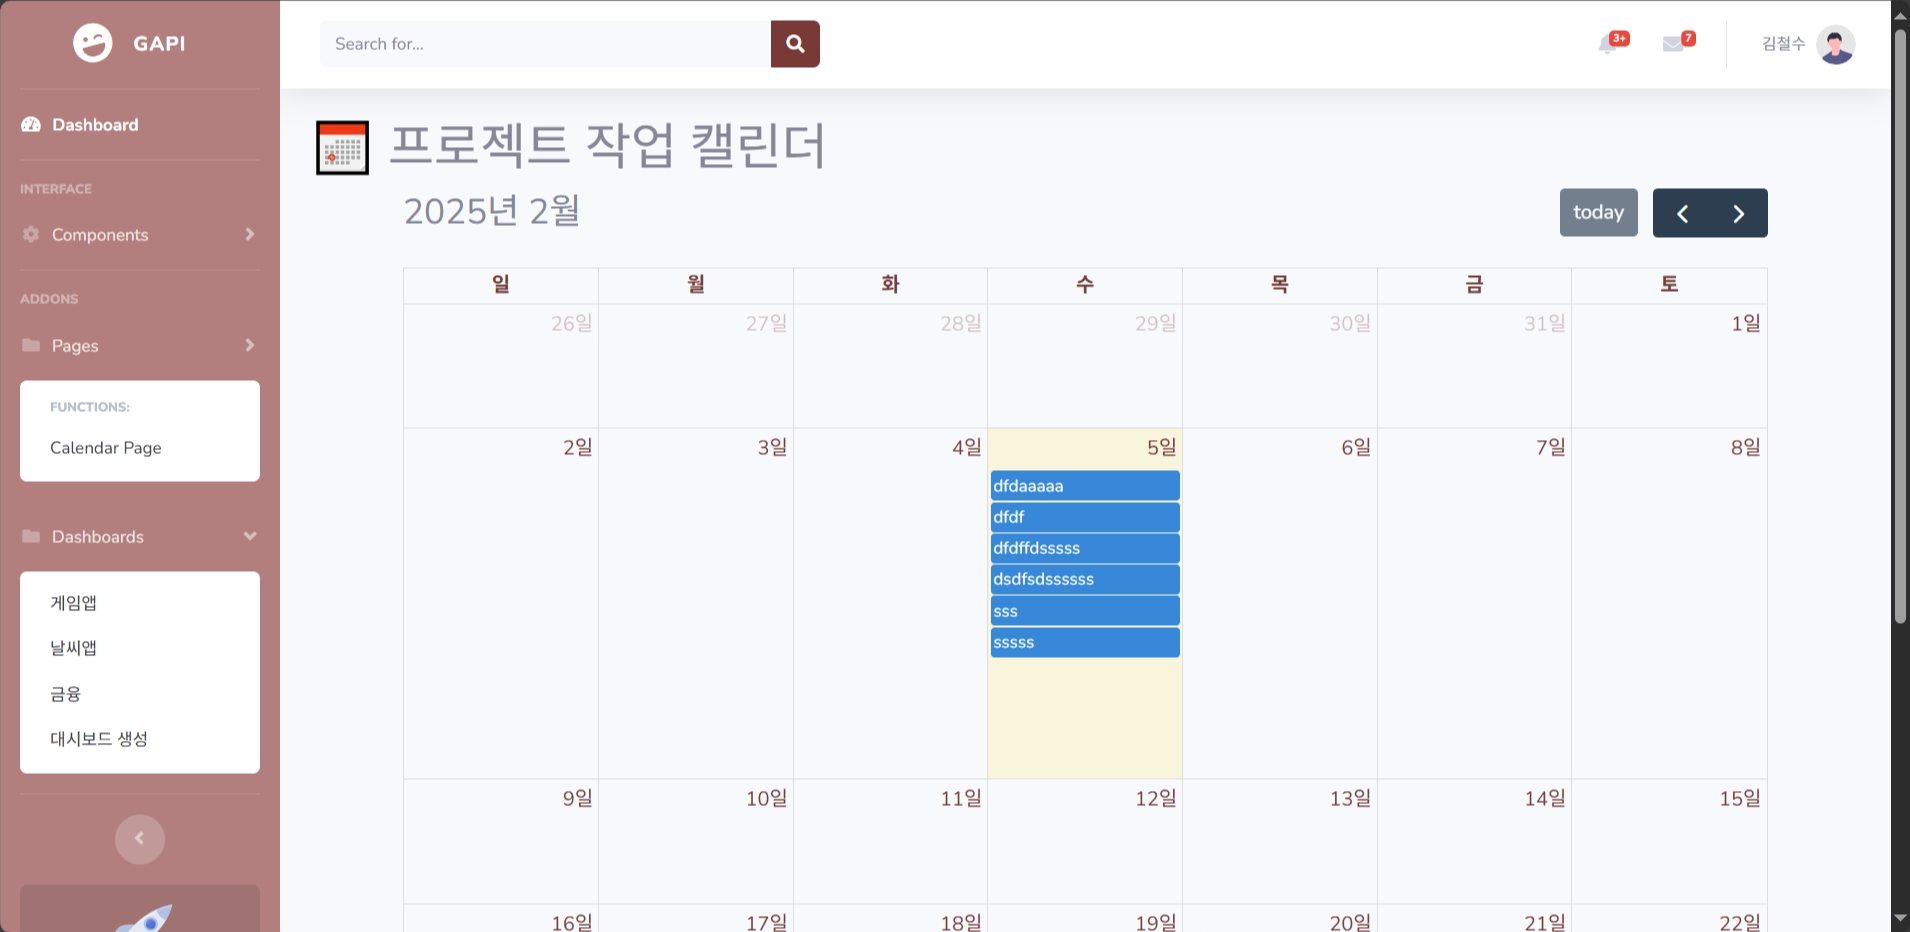 GAPI
Dashboard
INTERFACE
Components
ADDONS
Pages
FUNCTIONS:
Calendar Page
Dashboards
게임앱
날씨앱
금융
대시보드 생성
Search for...
3+
7
김철수
프로젝트 작업 캘린더
2025년 2월
today
일 월 화 수 목 금 토
26일 27일 28일 29일 30일 31일 1일
2일 3일 4일 5일 6일 7일 8일
dfdaaaaa
dfdf
dfdffdsssss
dsdfsdssssss
sss
sssss
9일 10일 11일 12일 13일 14일 15일
16일 17일 18일 19일 20일 21일 22일